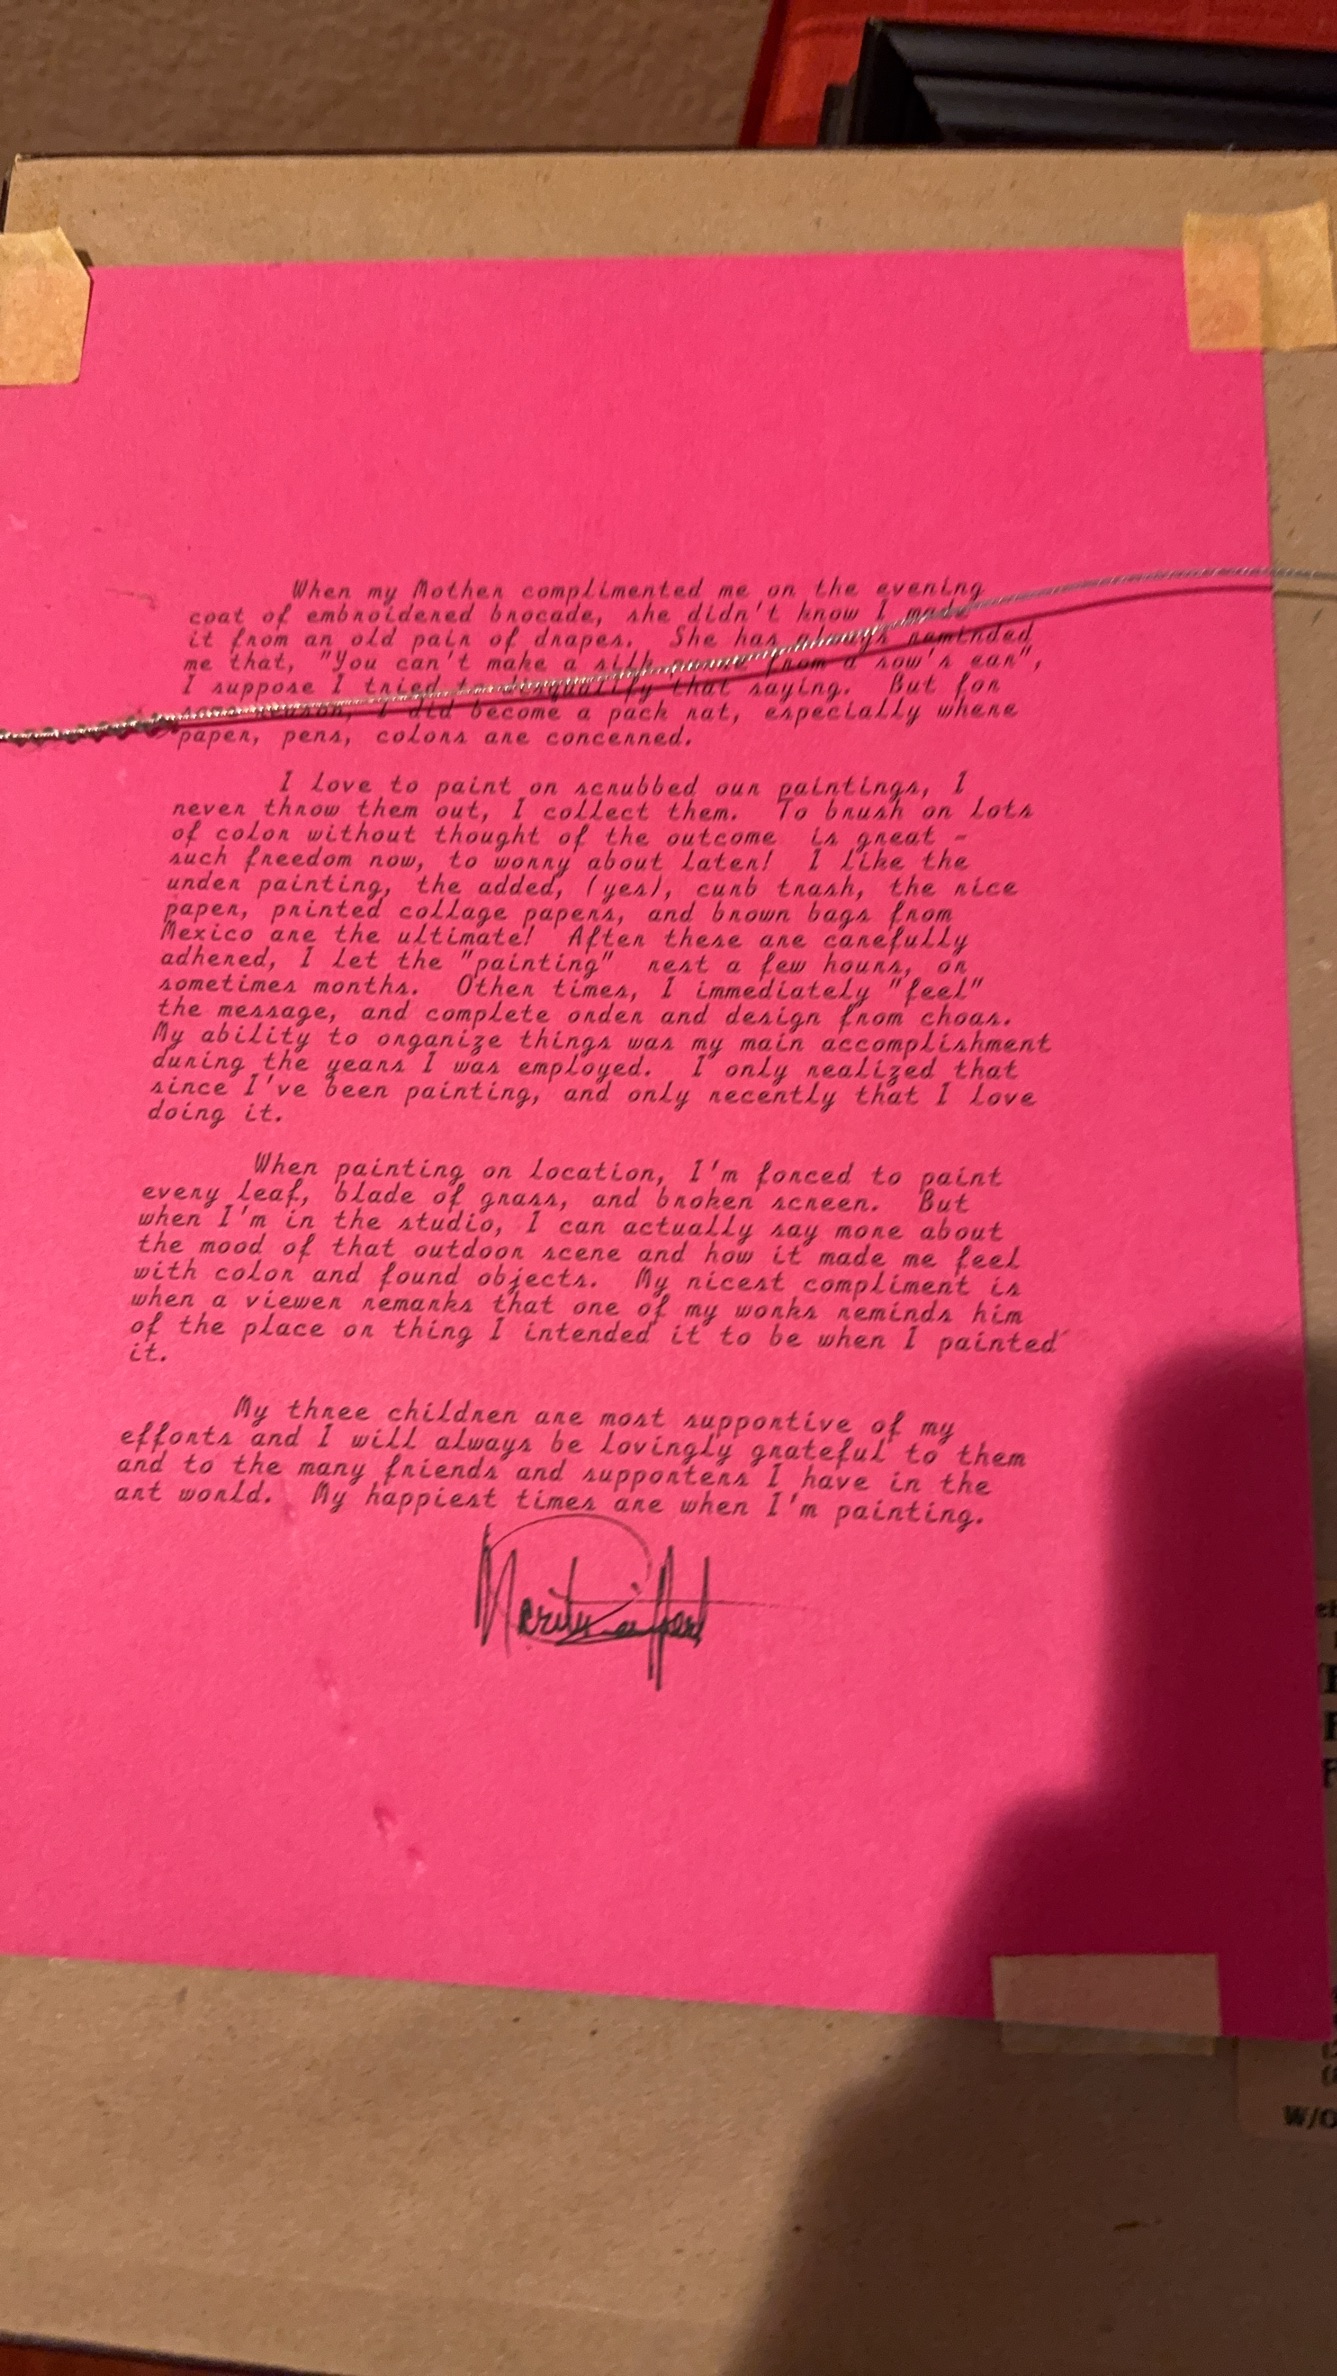 When my Mother complimented me on the evening
coat of embroidered brocade, she didn't know I made
it from an old pair of drapes. She has always reminded
me that, "You can't make a silk purse from a sow's ear",
I suppose I tried to disqualify that saying. But for
some reason, I did become a pack rat, especially where
paper, pens, colors are concerned.
I love to paint on scrubbed our paintings, I
never throw them out, I collect them. To brush on lots
of color without thought of the outcome is great -
such freedom now, to worry about later! I like the
under painting, the added, (yes), curb trash, the rice
paper, printed collage papers, and brown bags from
Mexico are the ultimate! After these are carefully
adhered, I let the "painting" rest a few hours, or
sometimes months. Other times, I immediately "feel"
the message, and complete order and design from choas.
My ability to organize things was my main accomplishment
during the years I was employed. I only realized that
since I've been painting, and only recently that I love
doing it.
When painting on location, I'm forced to paint
every leaf, blade of grass, and broken screen. But
when I'm in the studio, I can actually say more about
the mood of that outdoor scene and how it made me feel
with color and found objects. My nicest compliment is
when a viewer remarks that one of my works reminds him
of the place or thing I intended it to be when I painted
it.
My three children are most supportive of my
efforts and I will always be lovingly grateful to them
and to the many friends and supporters I have in the
art world. My happiest times are when I'm painting.
W/O